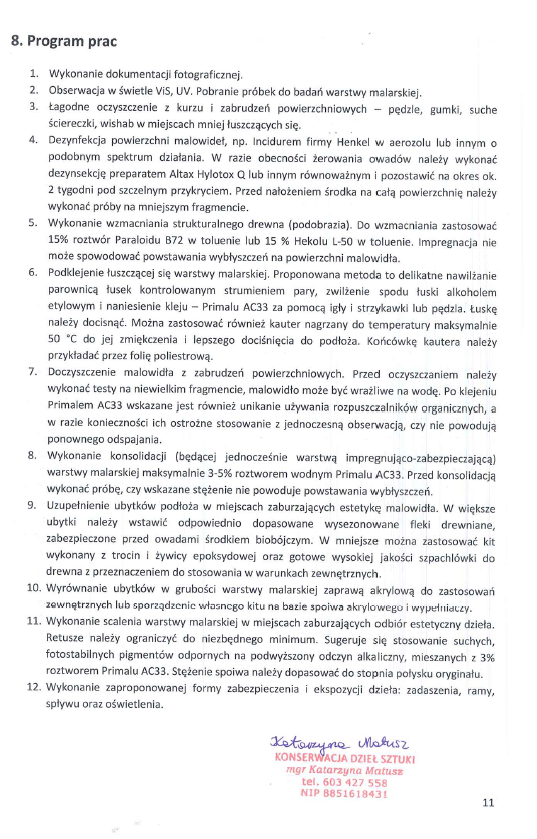 8. Program prac
1. Wykonanie dokumentacji fotograficznej.
2. Obserwacja w świetle ViS, UV. Pobranie próbek do badań warstwy malarskiej.
3. Łagodne oczyszczenie z kurzu i zabrudzeń powierzchniowych – pędzle, gumki, suche
ściereczki, wishab w miejscach mniej łuszczących się.
4. Dezynfekcja powierzchni malowideł, np. Incidurem firmy Henkel w aerozolu lub innym o
podobnym spektrum działania. W razie obecności żerowania owadów należy wykonać
dezynsekcję preparatem Altax Hylotox Q lub innym równoważnym i pozostawić na okres ok.
2 tygodni pod szczelnym przykryciem. Przed nałożeniem środka na całą powierzchnię należy
wykonać próby na mniejszym fragmencie.
5. Wykonanie wzmacniania strukturalnego drewna (podobrazia). Do wzmacniania zastosować
15% roztwór Paraloidu B72 w toluenie lub 15 % Hekolu L-50 w toluenie. Impregnacja nie
może spowodować powstawania wybłyszczeń na powierzchni malowidła.
6. Podklejenie łuszczącej się warstwy malarskiej. Proponowana metoda to delikatne nawilżanie
parownicą łusek kontrolowanym strumieniem pary, zwilżenie spodu łuski alkoholem
etylowym i naniesienie kleju – Primalu AC33 za pomocą igły i strzykawki lub pędzla. Łuskę
należy docisnąć. Można zastosować również kauter nagrzany do temperatury maksymalnie
50 °C do jej zmiękczenia i lepszego dociśnięcia do podłoża. Końcówkę kautera należy
przykładać przez folię poliestrową.
7. Doczyszczenie malowidła z zabrudzeń powierzchniowych. Przed oczyszczaniem należy
wykonać testy na niewielkim fragmencie, malowidło może być wrażliwe na wodę. Po klejeniu
Primalem AC33 wskazane jest również unikanie używania rozpuszczalników organicznych, a
w razie konieczności ich ostrożne stosowanie z jednoczesną obserwacją, czy nie powodują
ponownego odspajania.
8. Wykonanie konsolidacji (będącej jednocześnie warstwą impregnująco-zabezpieczającą)
warstwy malarskiej maksymalnie 3-5% roztworem wodnym Primalu AC33. Przed konsolidacją
wykonać próbę, czy wskazane stężenie nie powoduje powstawania wybłyszczeń.
9. Uzupełnienie ubytków podłoża w miejscach zaburzających estetykę malowidła. W większe
ubytki należy wstawić odpowiednio dopasowane wysezonowane fleki drewniane,
zabezpieczone przed owadami środkiem biobójczym. W mniejsze można zastosować kit
wykonany z trocin i żywicy epoksydowej oraz gotowe wysokiej jakości szpachlówki do
drewna z przeznaczeniem do stosowania w warunkach zewnętrznych.
10. Wyrównanie ubytków w grubości warstwy malarskiej zaprawą akrylową do zastosowań
zewnętrznych lub sporządzenie własnego kitu na bazie spoiwa akrylowego i wypełniaczy.
11. Wykonanie scalenia warstwy malarskiej w miejscach zaburzających odbiór estetyczny dzieła.
Retusze należy ograniczyć do niezbędnego minimum. Sugeruje się stosowanie suchych,
fotostabilnych pigmentów odpornych na podwyższony odczyn alkaliczny, mieszanych z 3%
roztworem Primalu AC33. Stężenie spoiwa należy dopasować do stopnia połysku oryginału.
12. Wykonanie zaproponowanej formy zabezpieczenia i ekspozycji dzieła: zadaszenia, ramy,
spływu oraz oświetlenia.
Katarzyna Matusz
KONSERWACJA DZIEŁ SZTUKI
mgr Katarzyna Matusz
tel. 603 427 558
NIP 8851618431
11